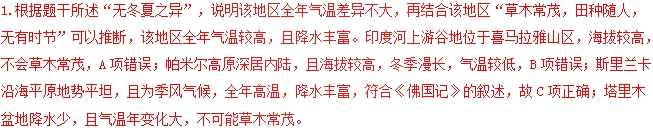 1.根据题干所述“无冬夏之异”，说明该地区全年气温差异不大，再结合该地区“草木常茂，田种随人，
无有时节”可以推断，该地区全年气温较高，且降水丰富。印度河上游谷地位于喜马拉雅山区，海拔较高，
不会草木常茂，A项错误；帕米尔高原深居内陆，且海拔较高，冬季漫长，气温较低，B项错误；斯里兰卡
沿海平原地势平坦，且为季风气候，全年高温，降水丰富，符合《佛国记》的叙述，故C项正确；塔里木
盆地降水少，且气温年变化大，不可能草木常茂。